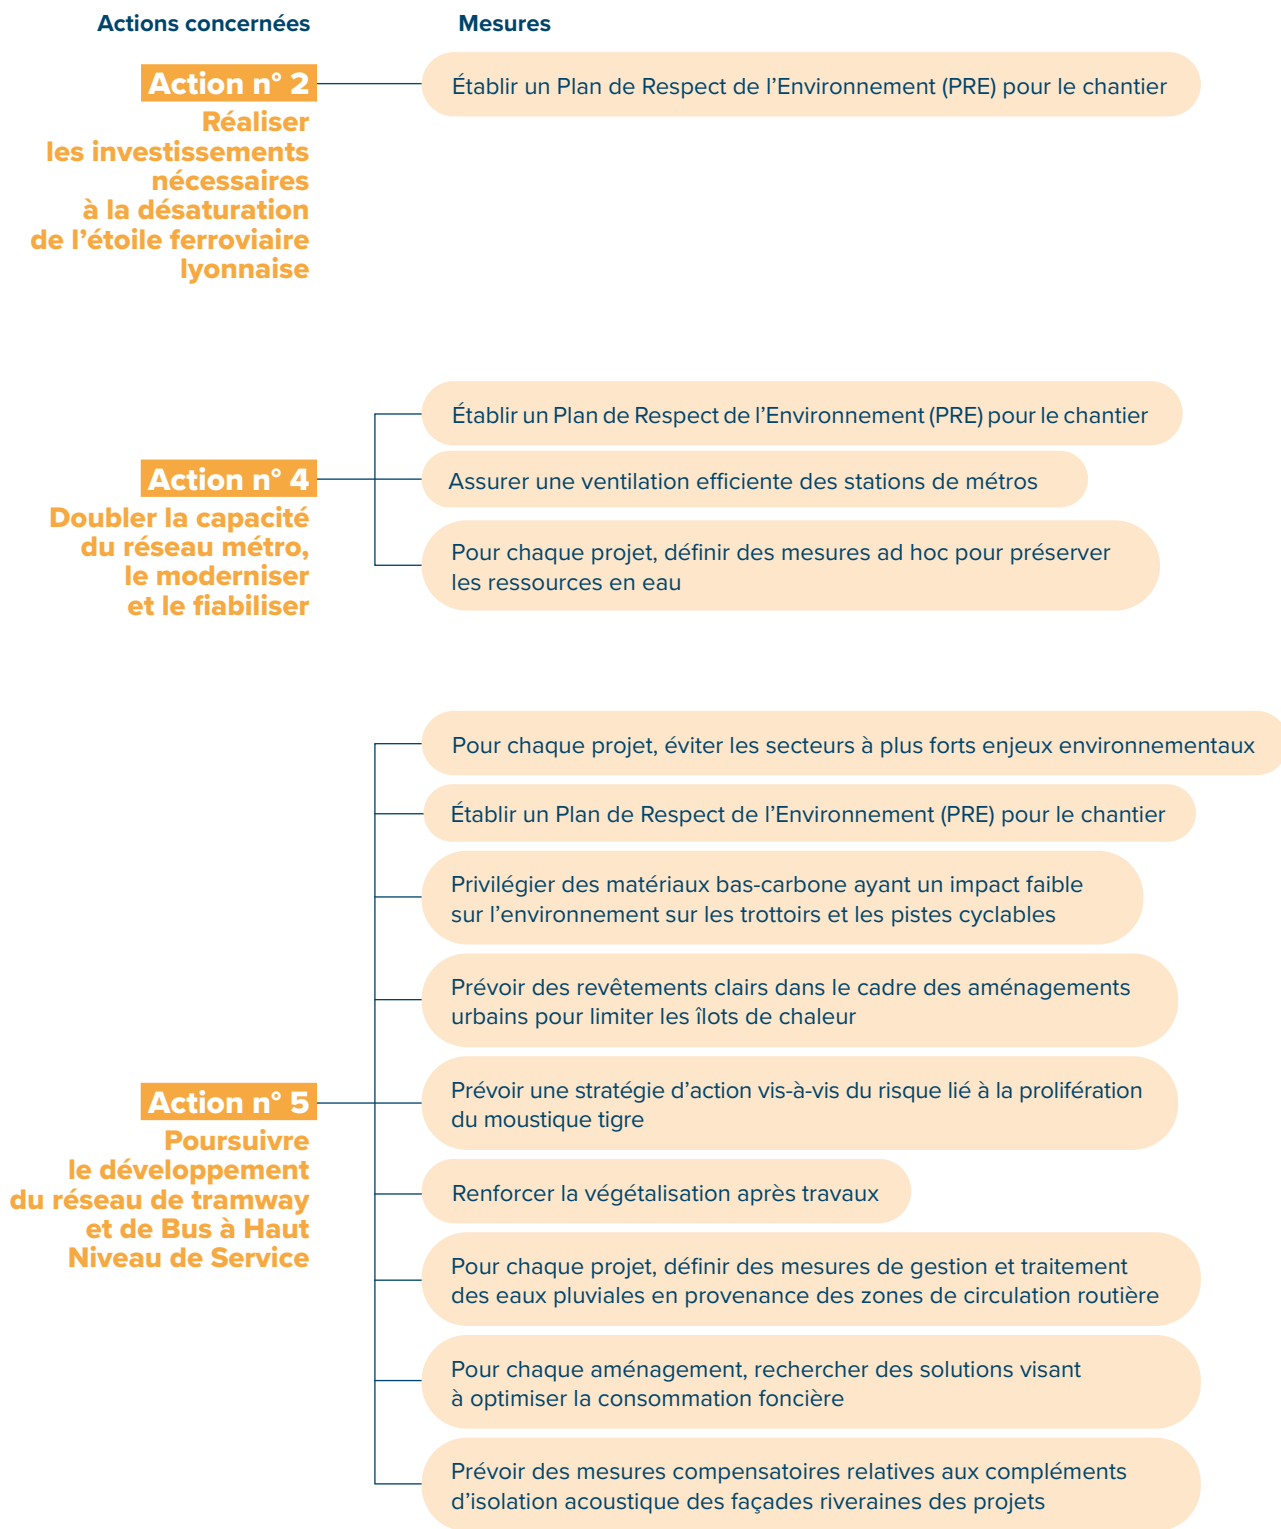 Actions concernées
Mesures
Action n° 2
Réaliser
les investissements
nécessaires
à la désaturation
de l’étoile ferroviaire
lyonnaise
Établir un Plan de Respect de l’Environnement (PRE) pour le chantier
Action n° 4
Doubler la capacité
du réseau métro,
le moderniser
et le fiabiliser
Établir un Plan de Respect de l’Environnement (PRE) pour le chantier
Assurer une ventilation efficiente des stations de métros
Pour chaque projet, définir des mesures ad hoc pour préserver
les ressources en eau
Action n° 5
Poursuivre
le développement
du réseau de tramway
et de Bus à Haut
Niveau de Service
Pour chaque projet, éviter les secteurs à plus forts enjeux environnementaux
Établir un Plan de Respect de l’Environnement (PRE) pour le chantier
Privilégier des matériaux bas-carbone ayant un impact faible
sur l’environnement sur les trottoirs et les pistes cyclables
Prévoir des revêtements clairs dans le cadre des aménagements
urbains pour limiter les îlots de chaleur
Prévoir une stratégie d’action vis-à-vis du risque lié à la prolifération
du moustique tigre
Renforcer la végétalisation après travaux
Pour chaque projet, définir des mesures de gestion et traitement
des eaux pluviales en provenance des zones de circulation routière
Pour chaque aménagement, rechercher des solutions visant
à optimiser la consommation foncière
Prévoir des mesures compensatoires relatives aux compléments
d’isolation acoustique des façades riveraines des projets